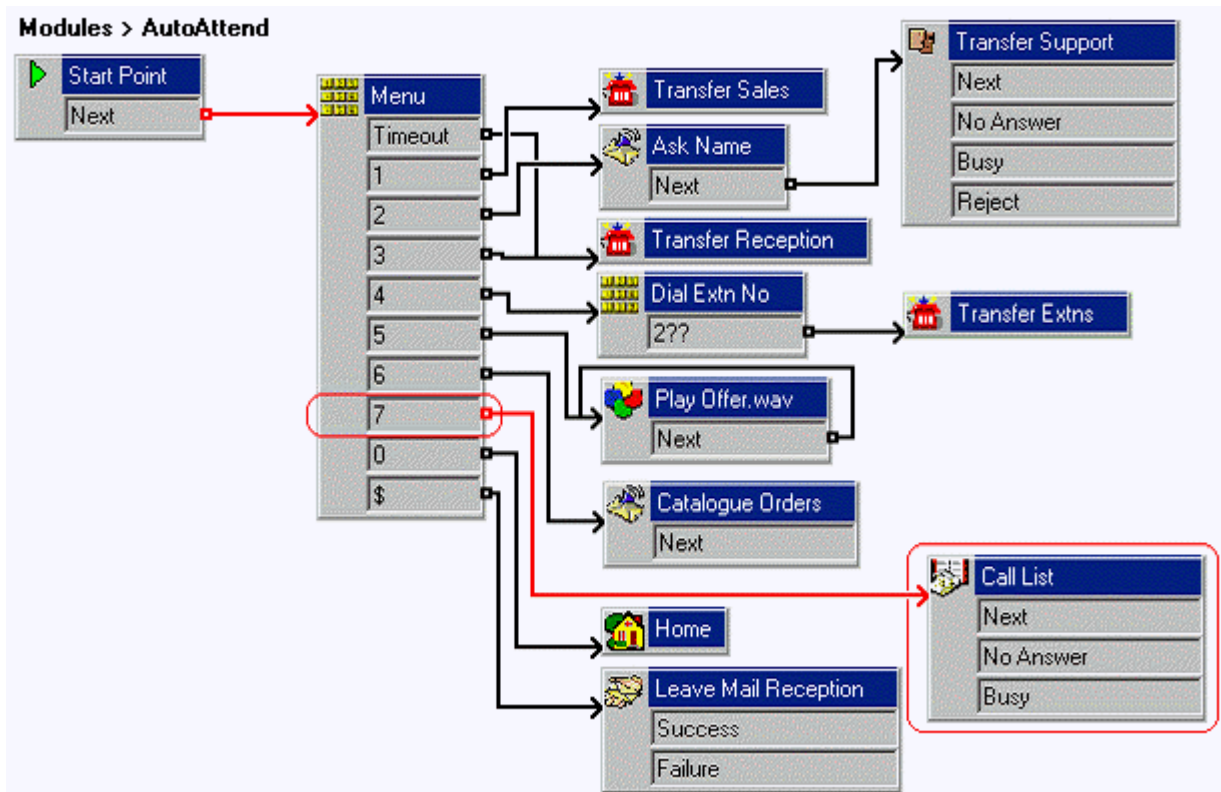 Modules > AutoAttend
Start Point
Next
Menu
Timeout
1
2
3
4
5
6
7
0
$
Transfer Sales
Ask Name
Next
Transfer Reception
Dial Extn No
2??
Play Offer.wav
Next
Catalogue Orders
Next
Home
Leave Mail Reception
Success
Failure
Transfer Support
Next
No Answer
Busy
Reject
Transfer Extns
Call List
Next
No Answer
Busy